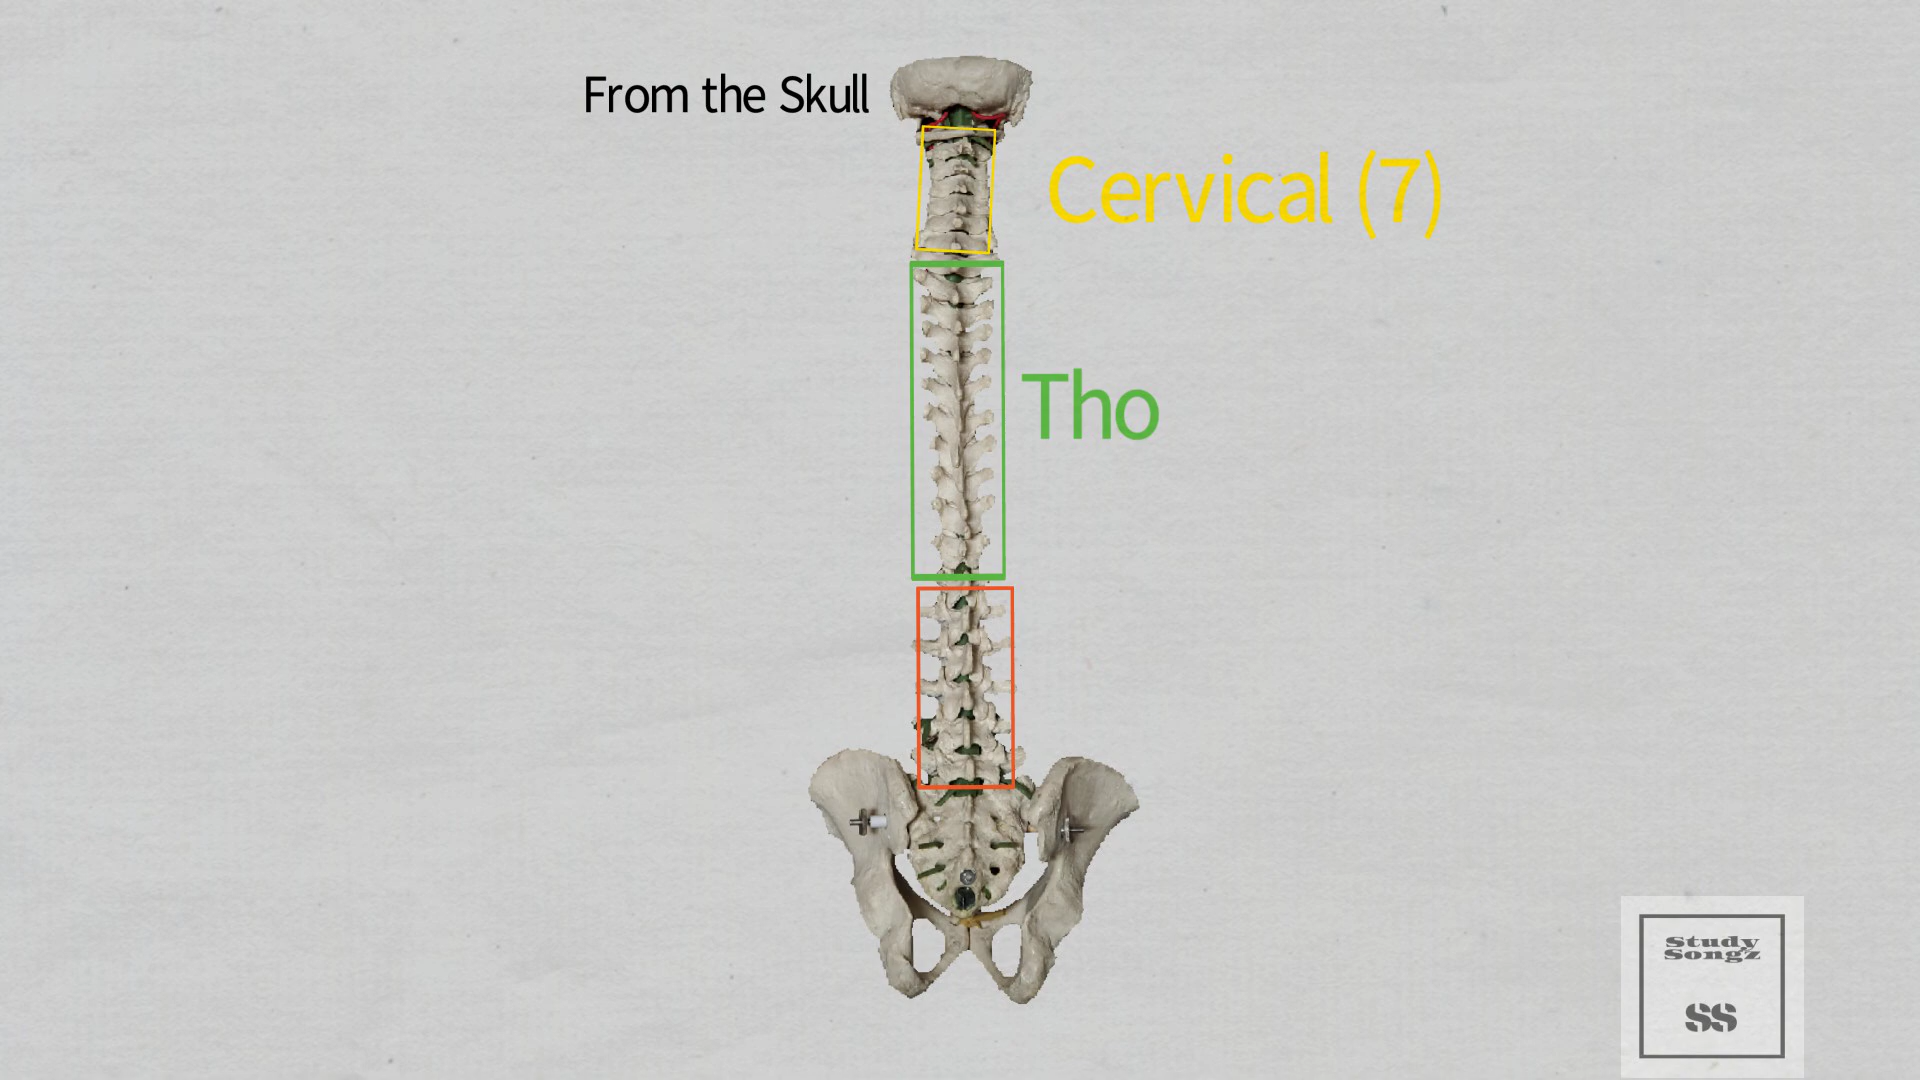 From the Skull
Cervical (7)
Tho
Study
Songz
SS